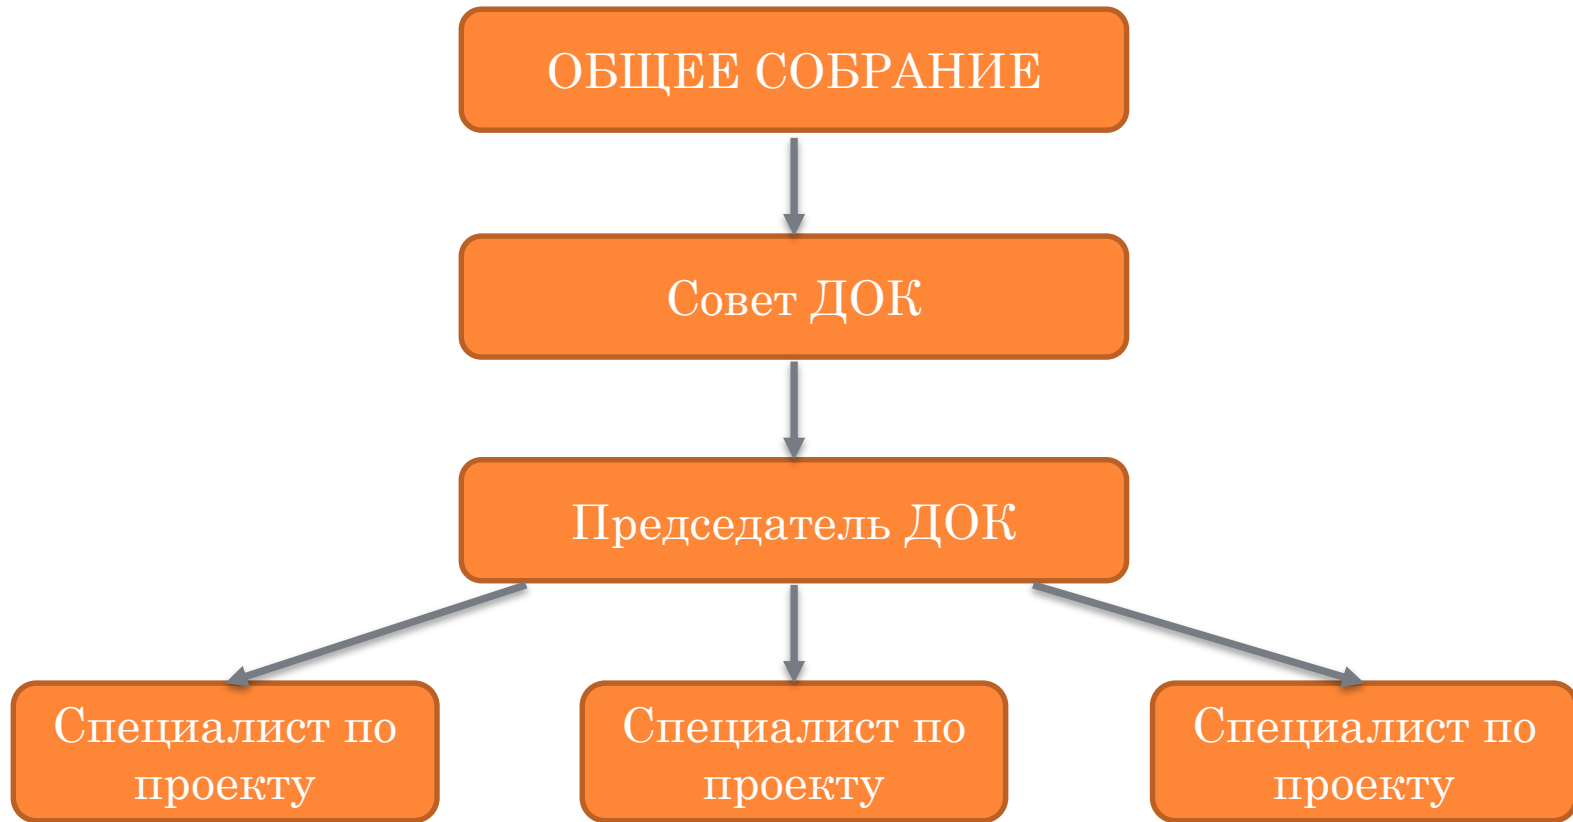 ОБЩЕЕ СОБРАНИЕ
Совет ДОК
Председатель ДОК
Специалист по
проекту
Специалист по
проекту
Специалист по
проекту